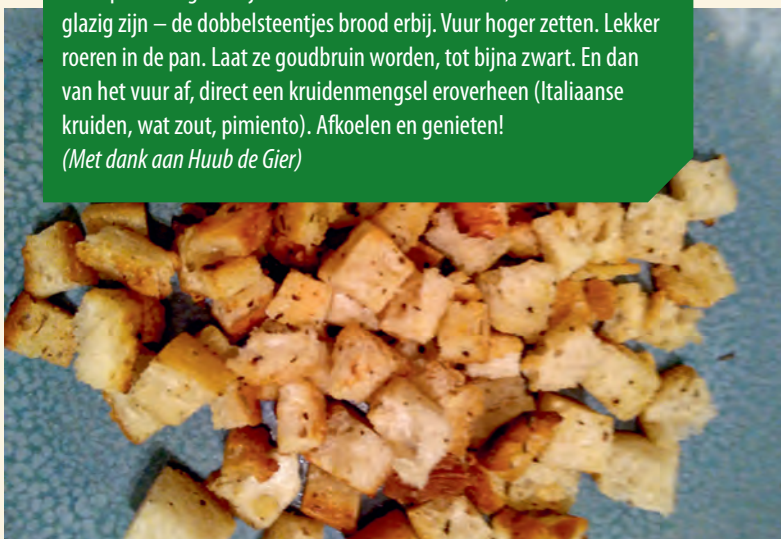 glazig zijn – de dobbelsteentjes brood erbij. Vuur hoger zetten. Lekker
roeren in de pan. Laat ze goudbruin worden, tot bijna zwart. En dan
van het vuur af, direct een kruidenmengsel eroverheen (Italiaanse
kruiden, wat zout, pimiento). Afkoelen en genieten!
(Met dank aan Huub de Gier)